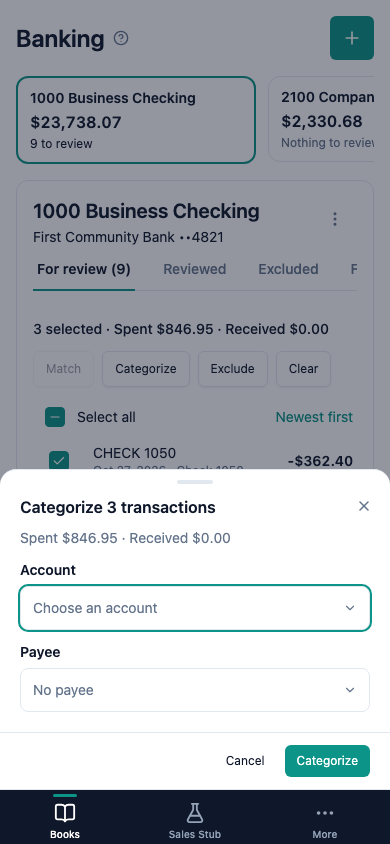 Banking
1000 Business Checking
$23,738.07
9 to review
2100 Compan
$2,330.68
Nothing to review
1000 Business Checking
First Community Bank ··4821
For review (9) Reviewed Excluded F
3 selected · Spent $846.95 · Received $0.00
Match Categorize Exclude Clear
Select all Newest first
CHECK 1050
-$362.40
Categorize 3 transactions
Spent $846.95 · Received $0.00
Account
Choose an account
Payee
No payee
Cancel Categorize
Books Sales Stub More